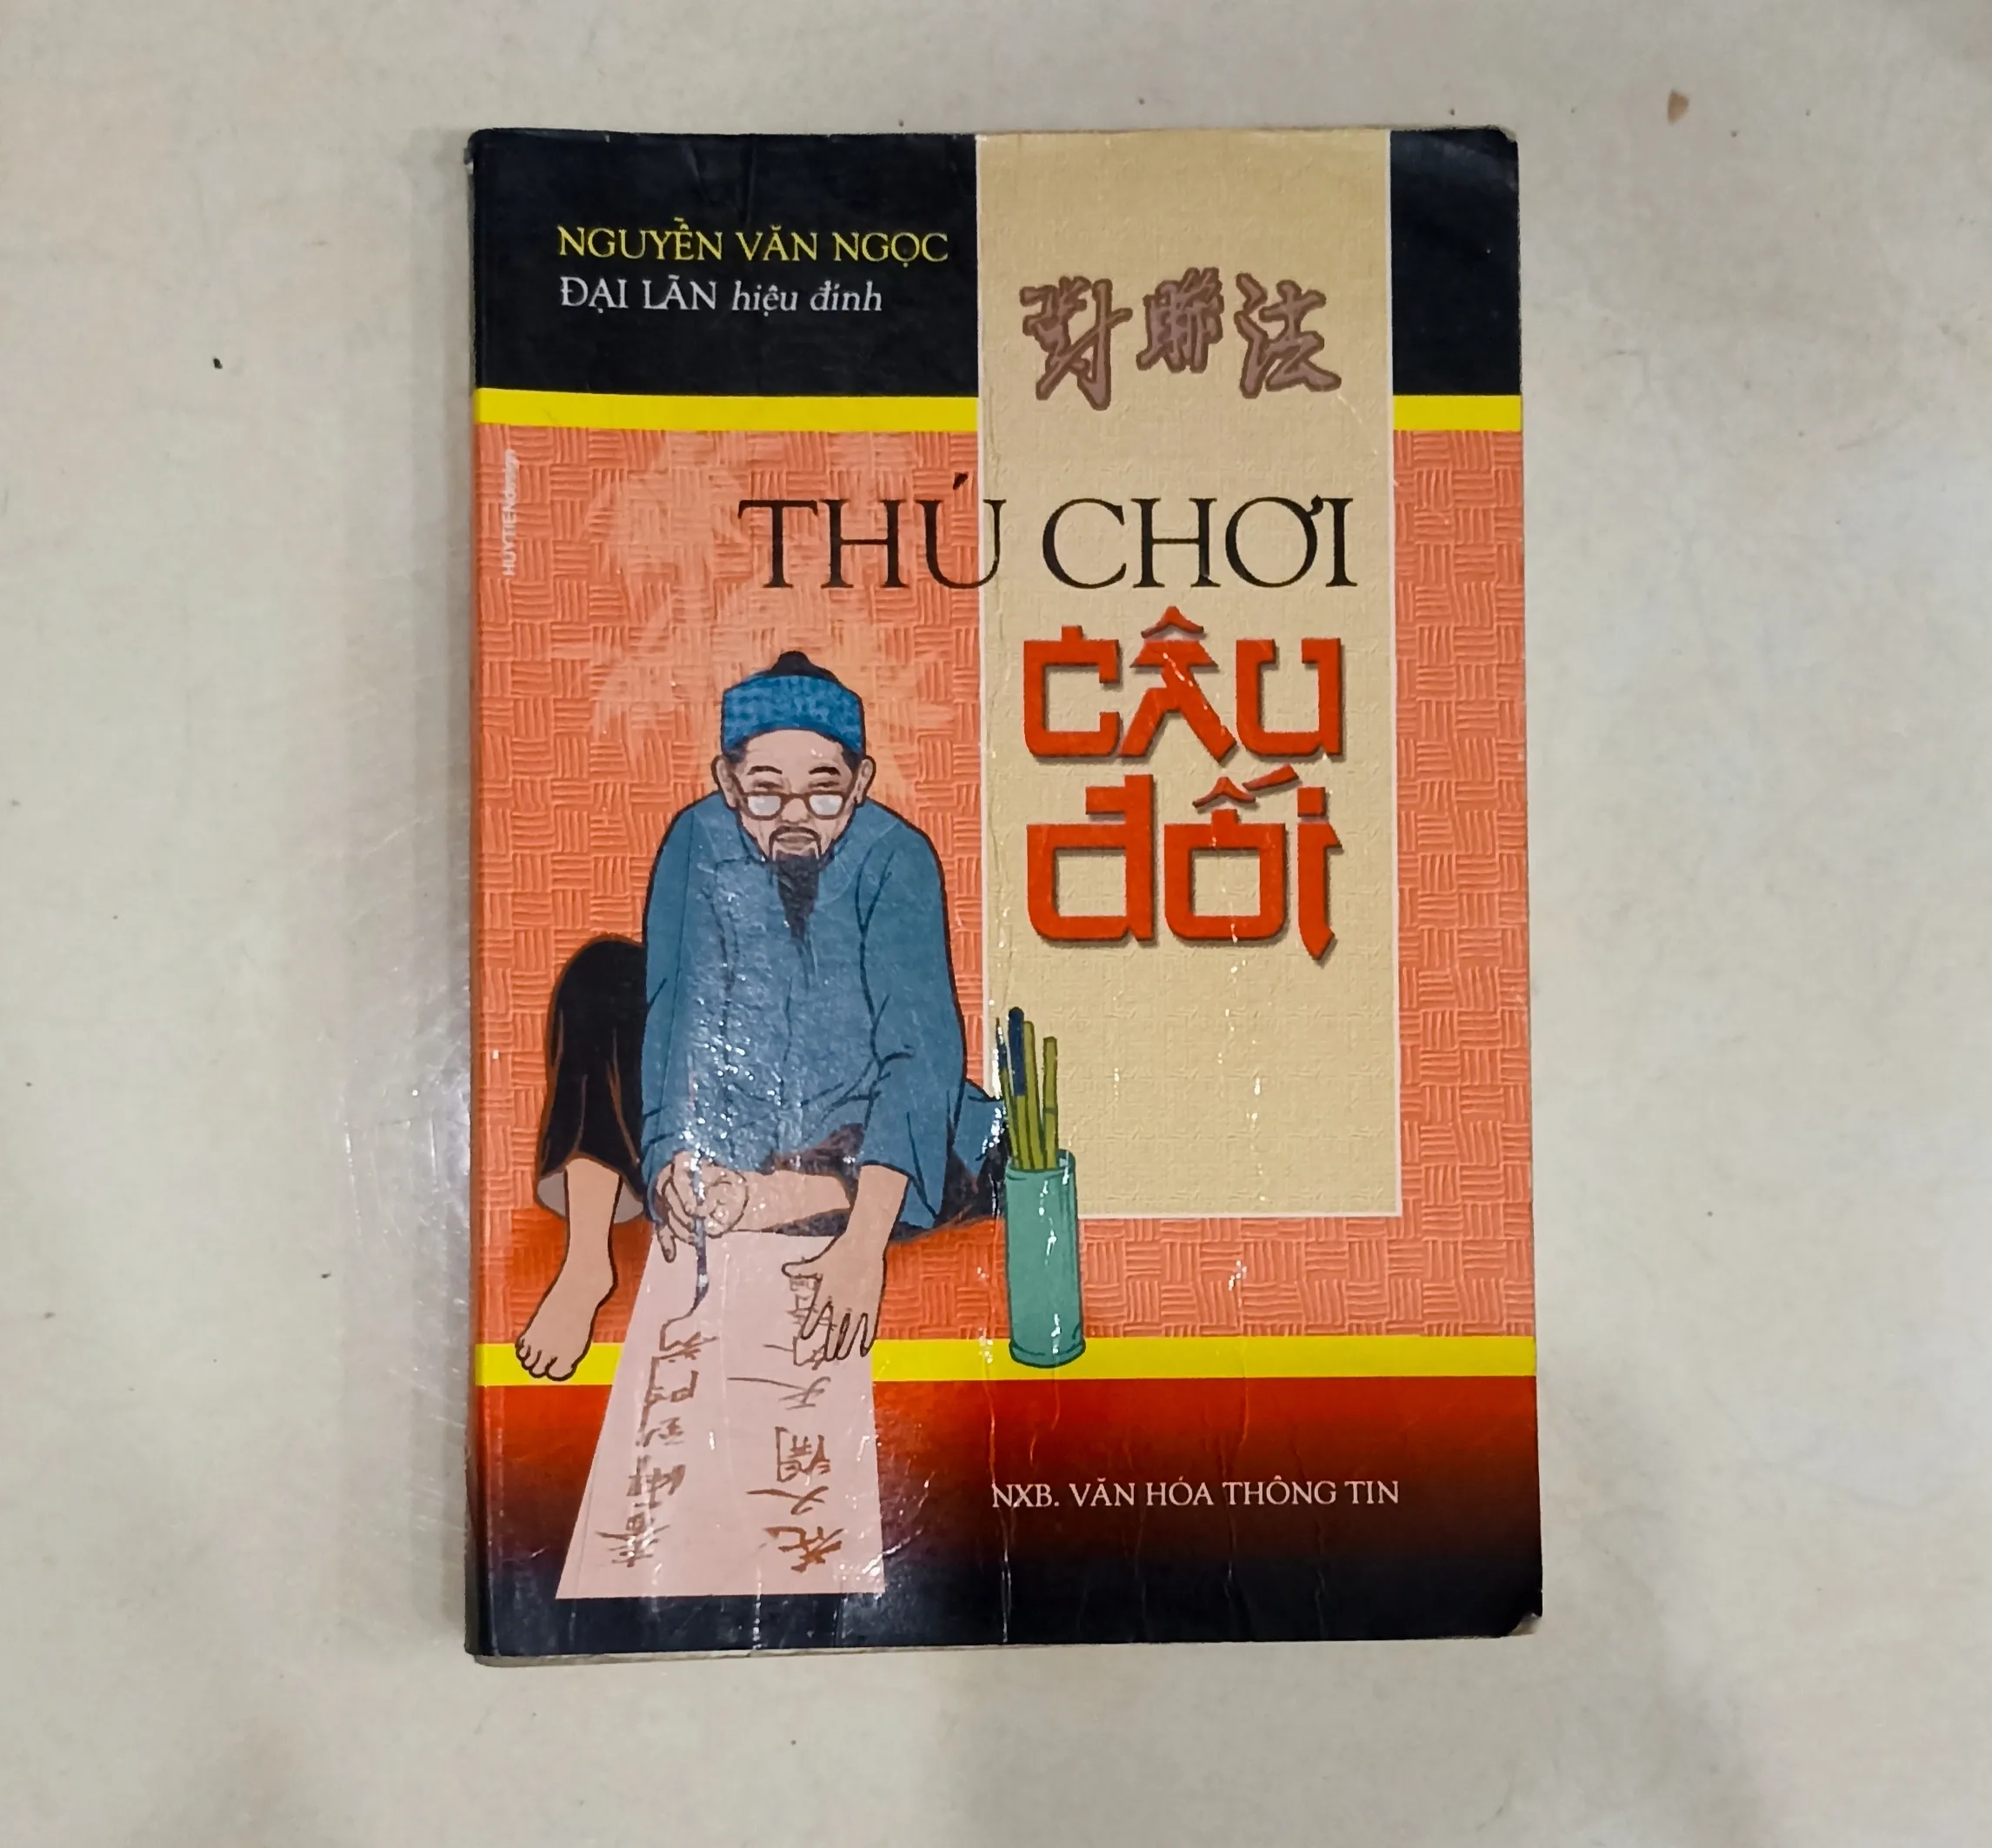 NGUYỄN VĂN NGỌC
ĐẠI LÃN hiệu đính
對聯法
THÚ CHƠI
câu
đối
HUYTIENdesign
NXB. VĂN HÓA THÔNG TIN